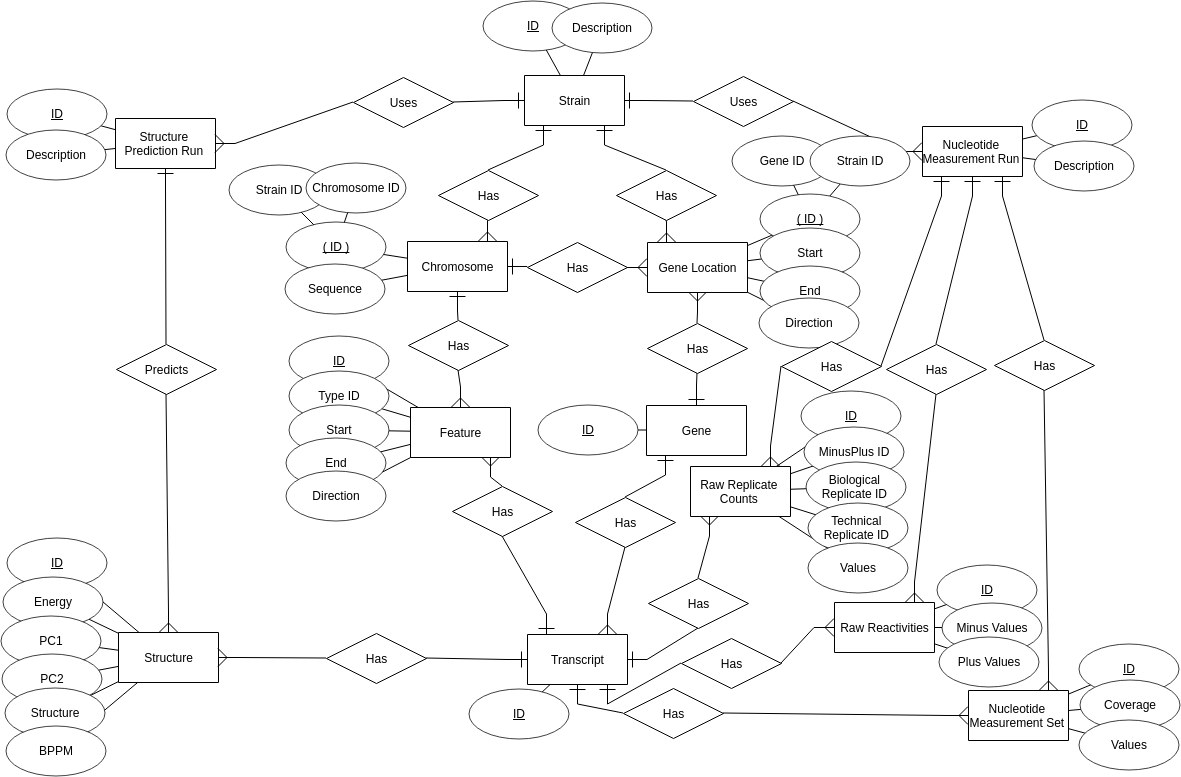 ID
Description
Strain
Uses
Uses
ID
Description
Structure
Prediction Run
ID
Description
Nucleotide
Measurement Run
Gene ID
Strain ID
Strain ID
Chromosome ID
Has
Has
( ID )
Sequence
Chromosome
Has
Gene Location
( ID )
Start
End
Direction
Has
Has
Has
Has
Has
Predicts
ID
Type ID
Start
End
Direction
Feature
ID
Gene
Raw Replicate
Counts
ID
MinusPlus ID
Biological
Replicate ID
Technical
Replicate ID
Values
Has
Has
Has
ID
Energy
PC1
PC2
Structure
BPPM
Structure
Has
Transcript
ID
Has
Has
Raw Reactivities
ID
Minus Values
Plus Values
Nucleotide
Measurement Set
ID
Coverage
Values